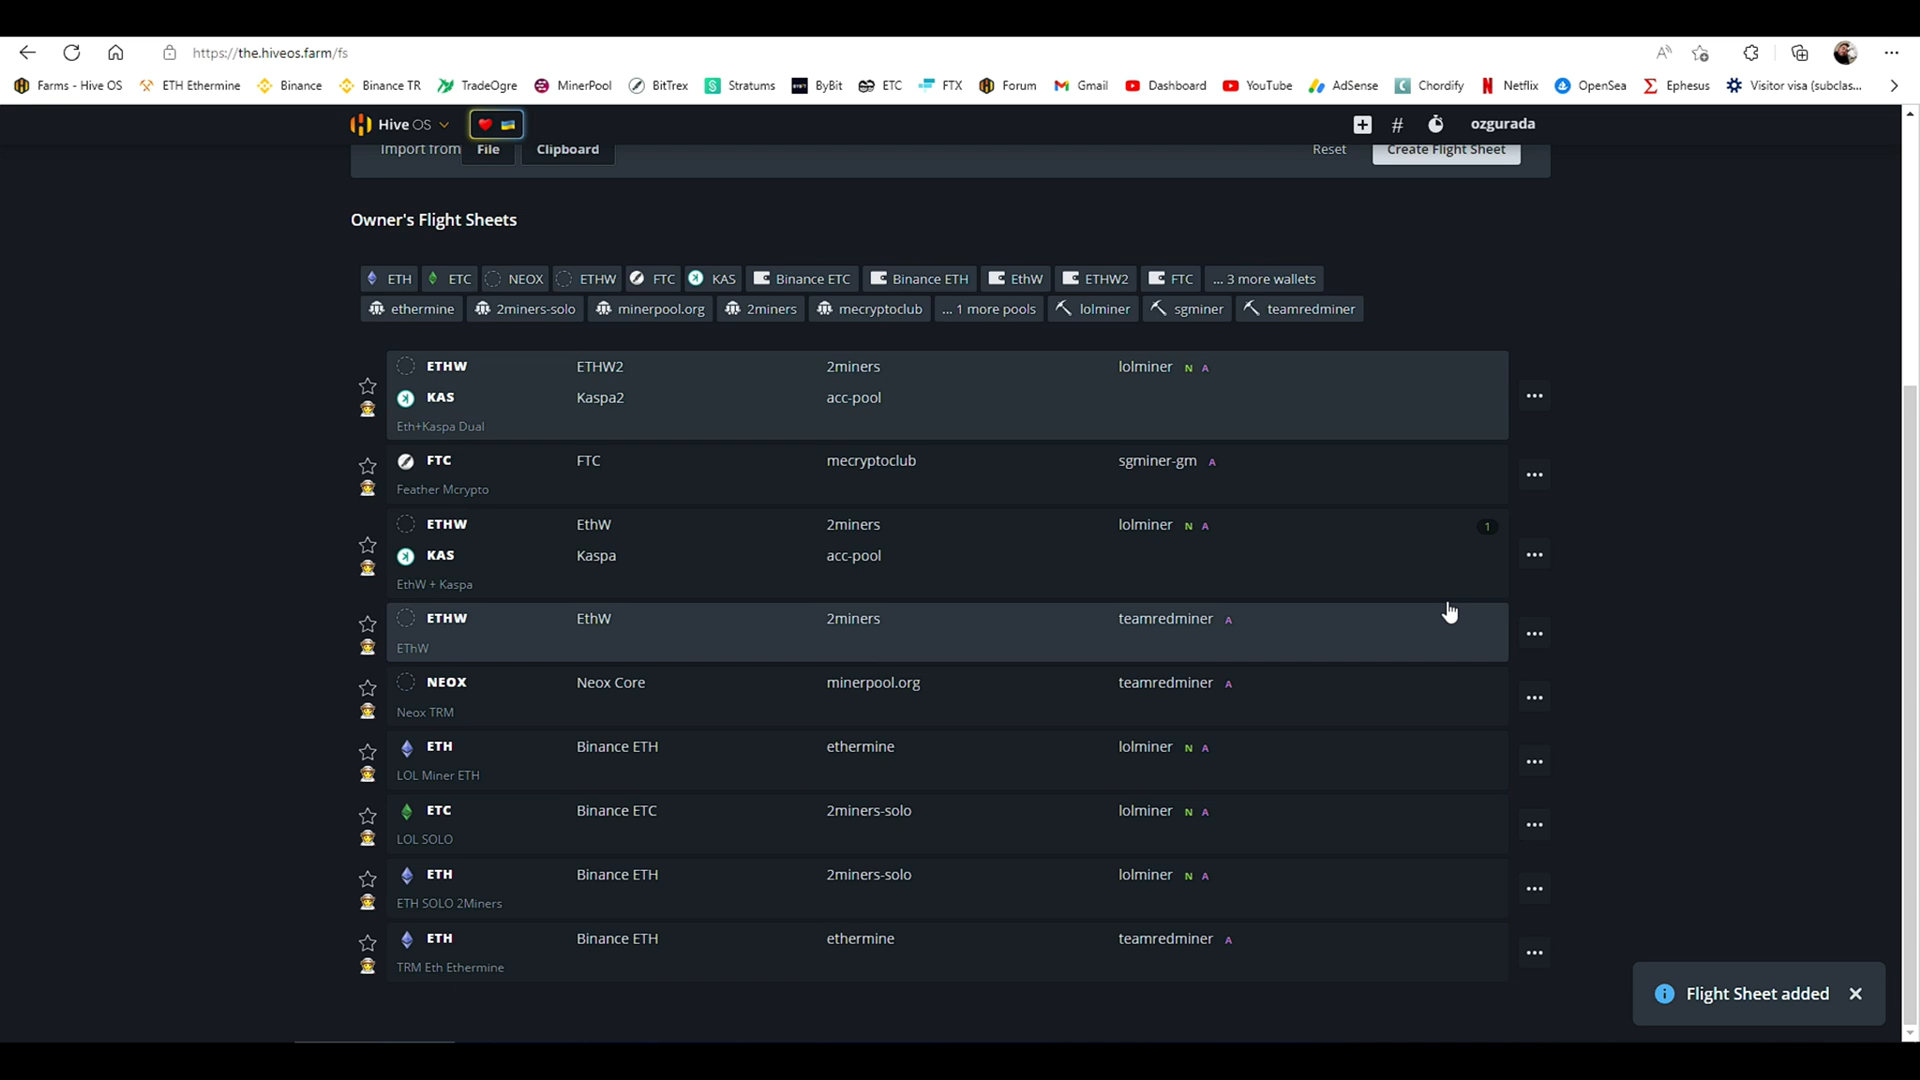 https://the.hiveos.farm/fs
Farms - Hive OS ETH Ethermine Binance Binance TR TradeOgre MinerPool BitTrex Stratums ByBit ETC FTX Forum Gmail Dashboard YouTube AdSense Chordify Netflix OpenSea Ephesus Visitor visa (subclas...
Hive OS # ozgurada
Import from File Clipboard Reset Create Flight Sheet
Owner's Flight Sheets
ETH ETC NEOX ETHW FTC KAS Binance ETC Binance ETH EthW ETHW2 FTC ... 3 more wallets
ethermine 2miners-solo minerpool.org 2miners mecryptoclub ... 1 more pools lolminer sgminer teamredminer
ETHW ETHW2 2miners lolminer N A
KAS Kaspa2 acc-pool
Eth+Kaspa Dual
FTC FTC mecryptoclub sgminer-gm A
Feather Mcrypto
ETHW EthW 2miners lolminer N A 1
KAS Kaspa acc-pool
EthW + Kaspa
ETHW EthW 2miners teamredminer A
EThW
NEOX Neox Core minerpool.org teamredminer A
Neox TRM
ETH Binance ETH ethermine lolminer N A
LOL Miner ETH
ETC Binance ETC 2miners-solo lolminer N A
LOL SOLO
ETH Binance ETH 2miners-solo lolminer N A
ETH SOLO 2Miners
ETH Binance ETH ethermine teamredminer A
TRM Eth Ethermine
Flight Sheet added